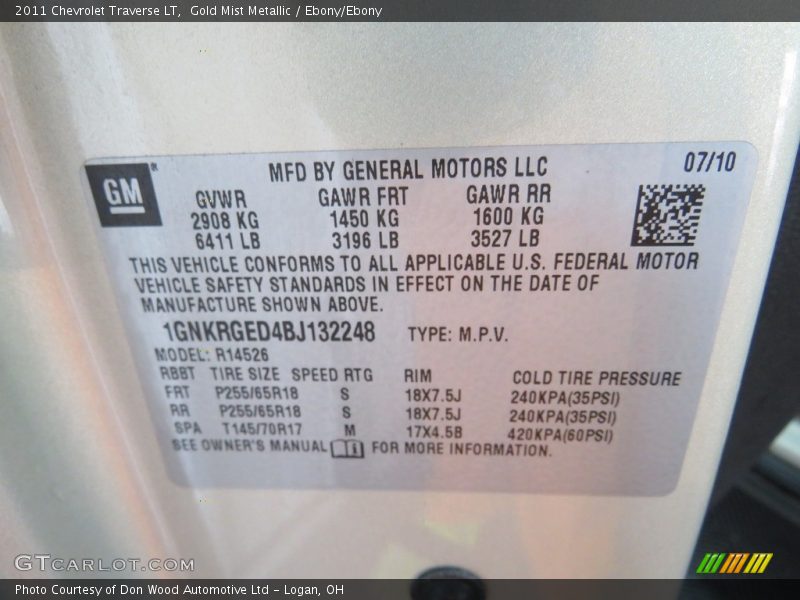 2011 Chevrolet Traverse LT,  Gold Mist Metallic / Ebony/Ebony
MFD BY GENERAL MOTORS LLC 07/10
GM
GVWR GAWR FRT GAWR RR
2908 KG 1450 KG 1600 KG
6411 LB 3196 LB 3527 LB
THIS VEHICLE CONFORMS TO ALL APPLICABLE U.S. FEDERAL MOTOR
VEHICLE SAFETY STANDARDS IN EFFECT ON THE DATE OF
MANUFACTURE SHOWN ABOVE.
1GNKRGED4BJ132248 TYPE: M.P.V.
MODEL: R14526
RBBT TIRE SIZE SPEED RTG RIM COLD TIRE PRESSURE
FRT P255/65R18 S 18X7.5J 240KPA(35PSI)
RR P255/65R18 S 18X7.5J 240KPA(35PSI)
SPA T145/70R17 M 17X4.5B 420KPA(60PSI)
SEE OWNER'S MANUAL FOR MORE INFORMATION.
GTCARLOT.COM
Photo Courtesy of Don Wood Automotive Ltd - Logan, OH